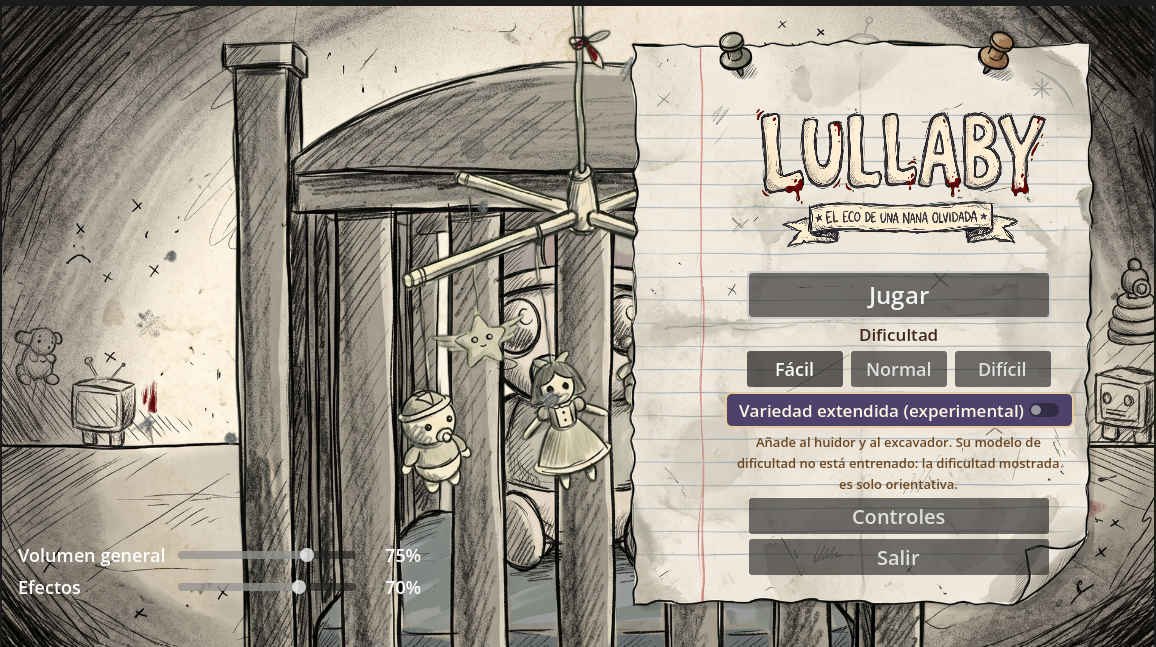 LULLABY
★ EL ECO DE UNA NANA OLVIDADA ★
Jugar
Dificultad
Fácil Normal Difícil
Variedad extendida (experimental)
Añade al huidor y al excavador. Su modelo de
dificultad no está entrenado: la dificultad mostrada
es solo orientativa.
Controles
Salir
Volumen general 75%
Efectos 70%